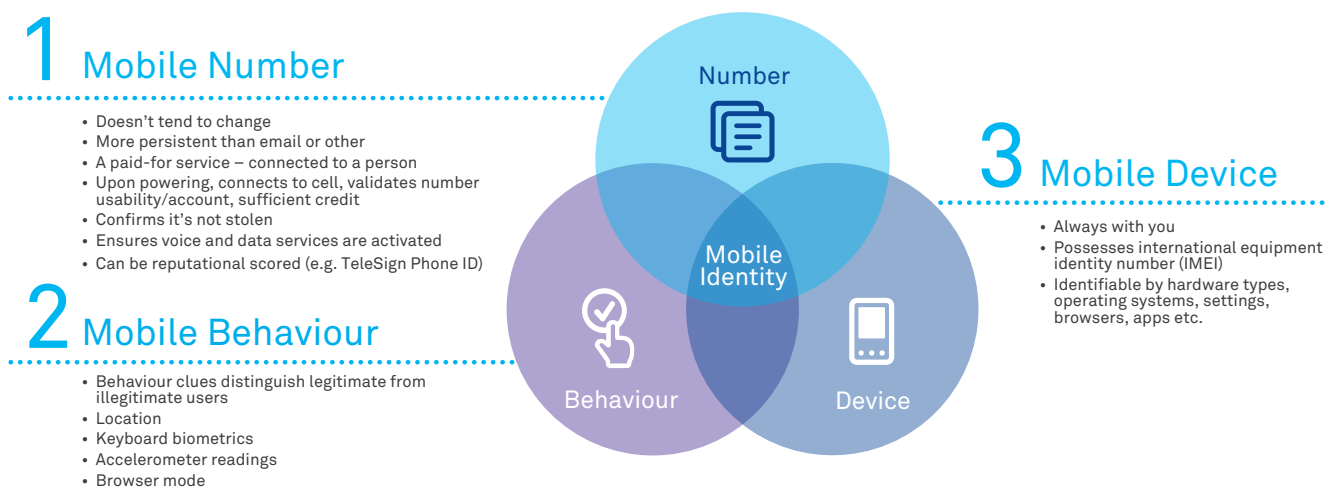 1 Mobile Number
• Doesn't tend to change
• More persistent than email or other
• A paid-for service – connected to a person
• Upon powering, connects to cell, validates number
usability/account, sufficient credit
• Confirms it's not stolen
• Ensures voice and data services are activated
• Can be reputational scored (e.g. TeleSign Phone ID)
2 Mobile Behaviour
• Behaviour clues distinguish legitimate from
illegitimate users
• Location
• Keyboard biometrics
• Accelerometer readings
• Browser mode
Number
Mobile
Identity
Behaviour
Device
3 Mobile Device
• Always with you
• Possesses international equipment
identity number (IMEI)
• Identifiable by hardware types,
operating systems, settings,
browsers, apps etc.